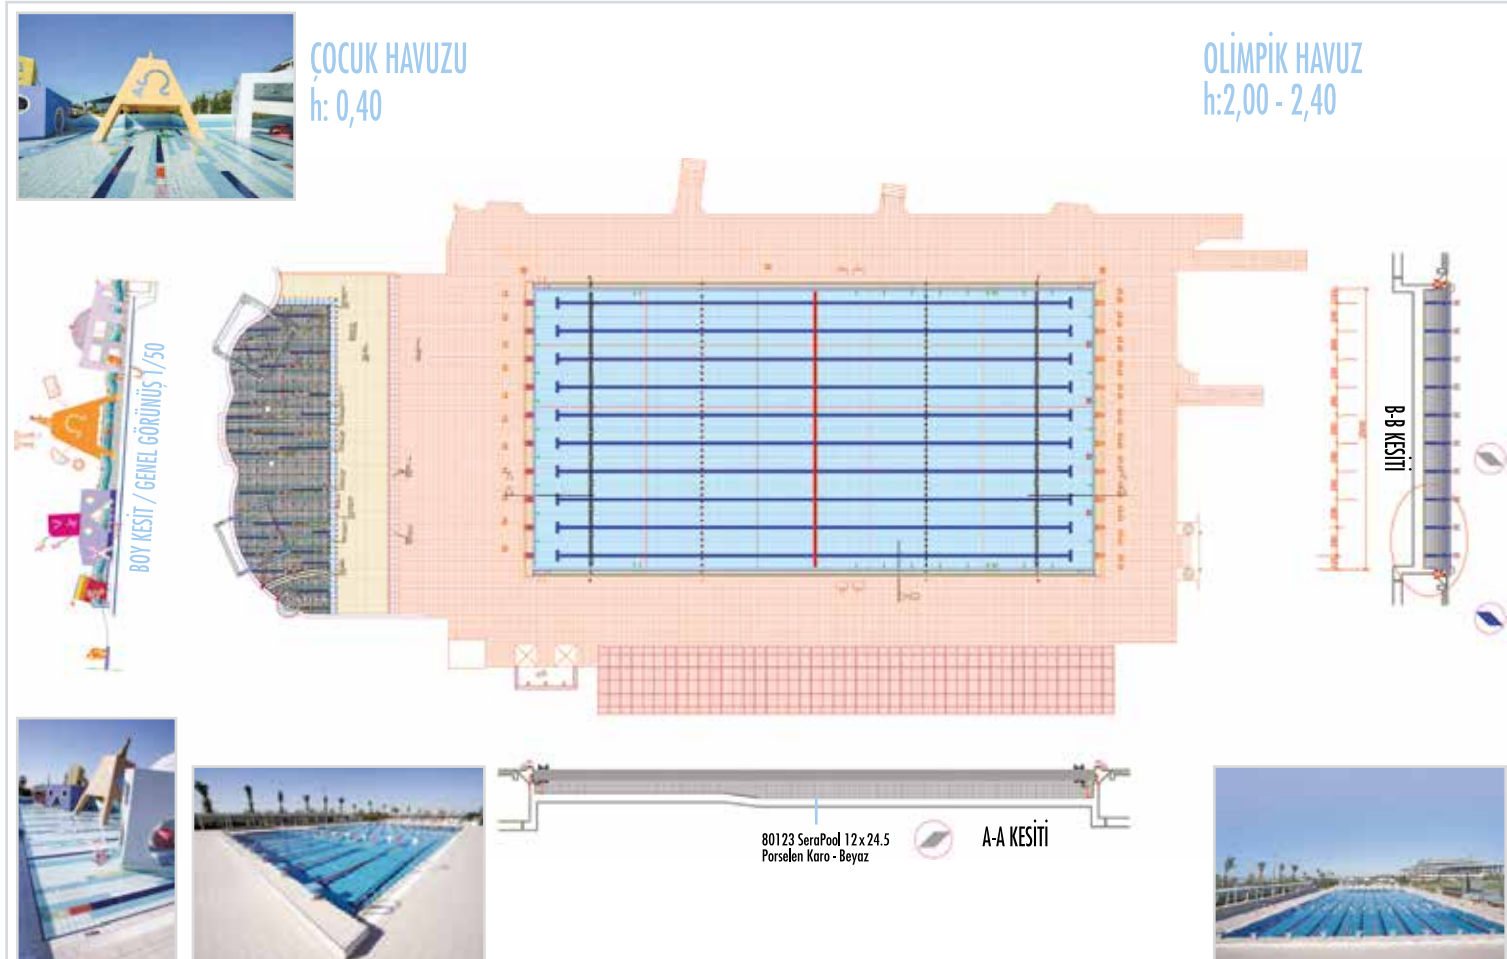 ÇOCUK HAVUZU
h: 0,40
OLİMPİK HAVUZ
h:2,00 - 2,40
BOY KESİT / GENEL GÖRÜNÜŞ 1/50
B-B KESİTİ
80123 SeraPool 12x24.5
Porselen Karo - Beyaz
A-A KESİTİ